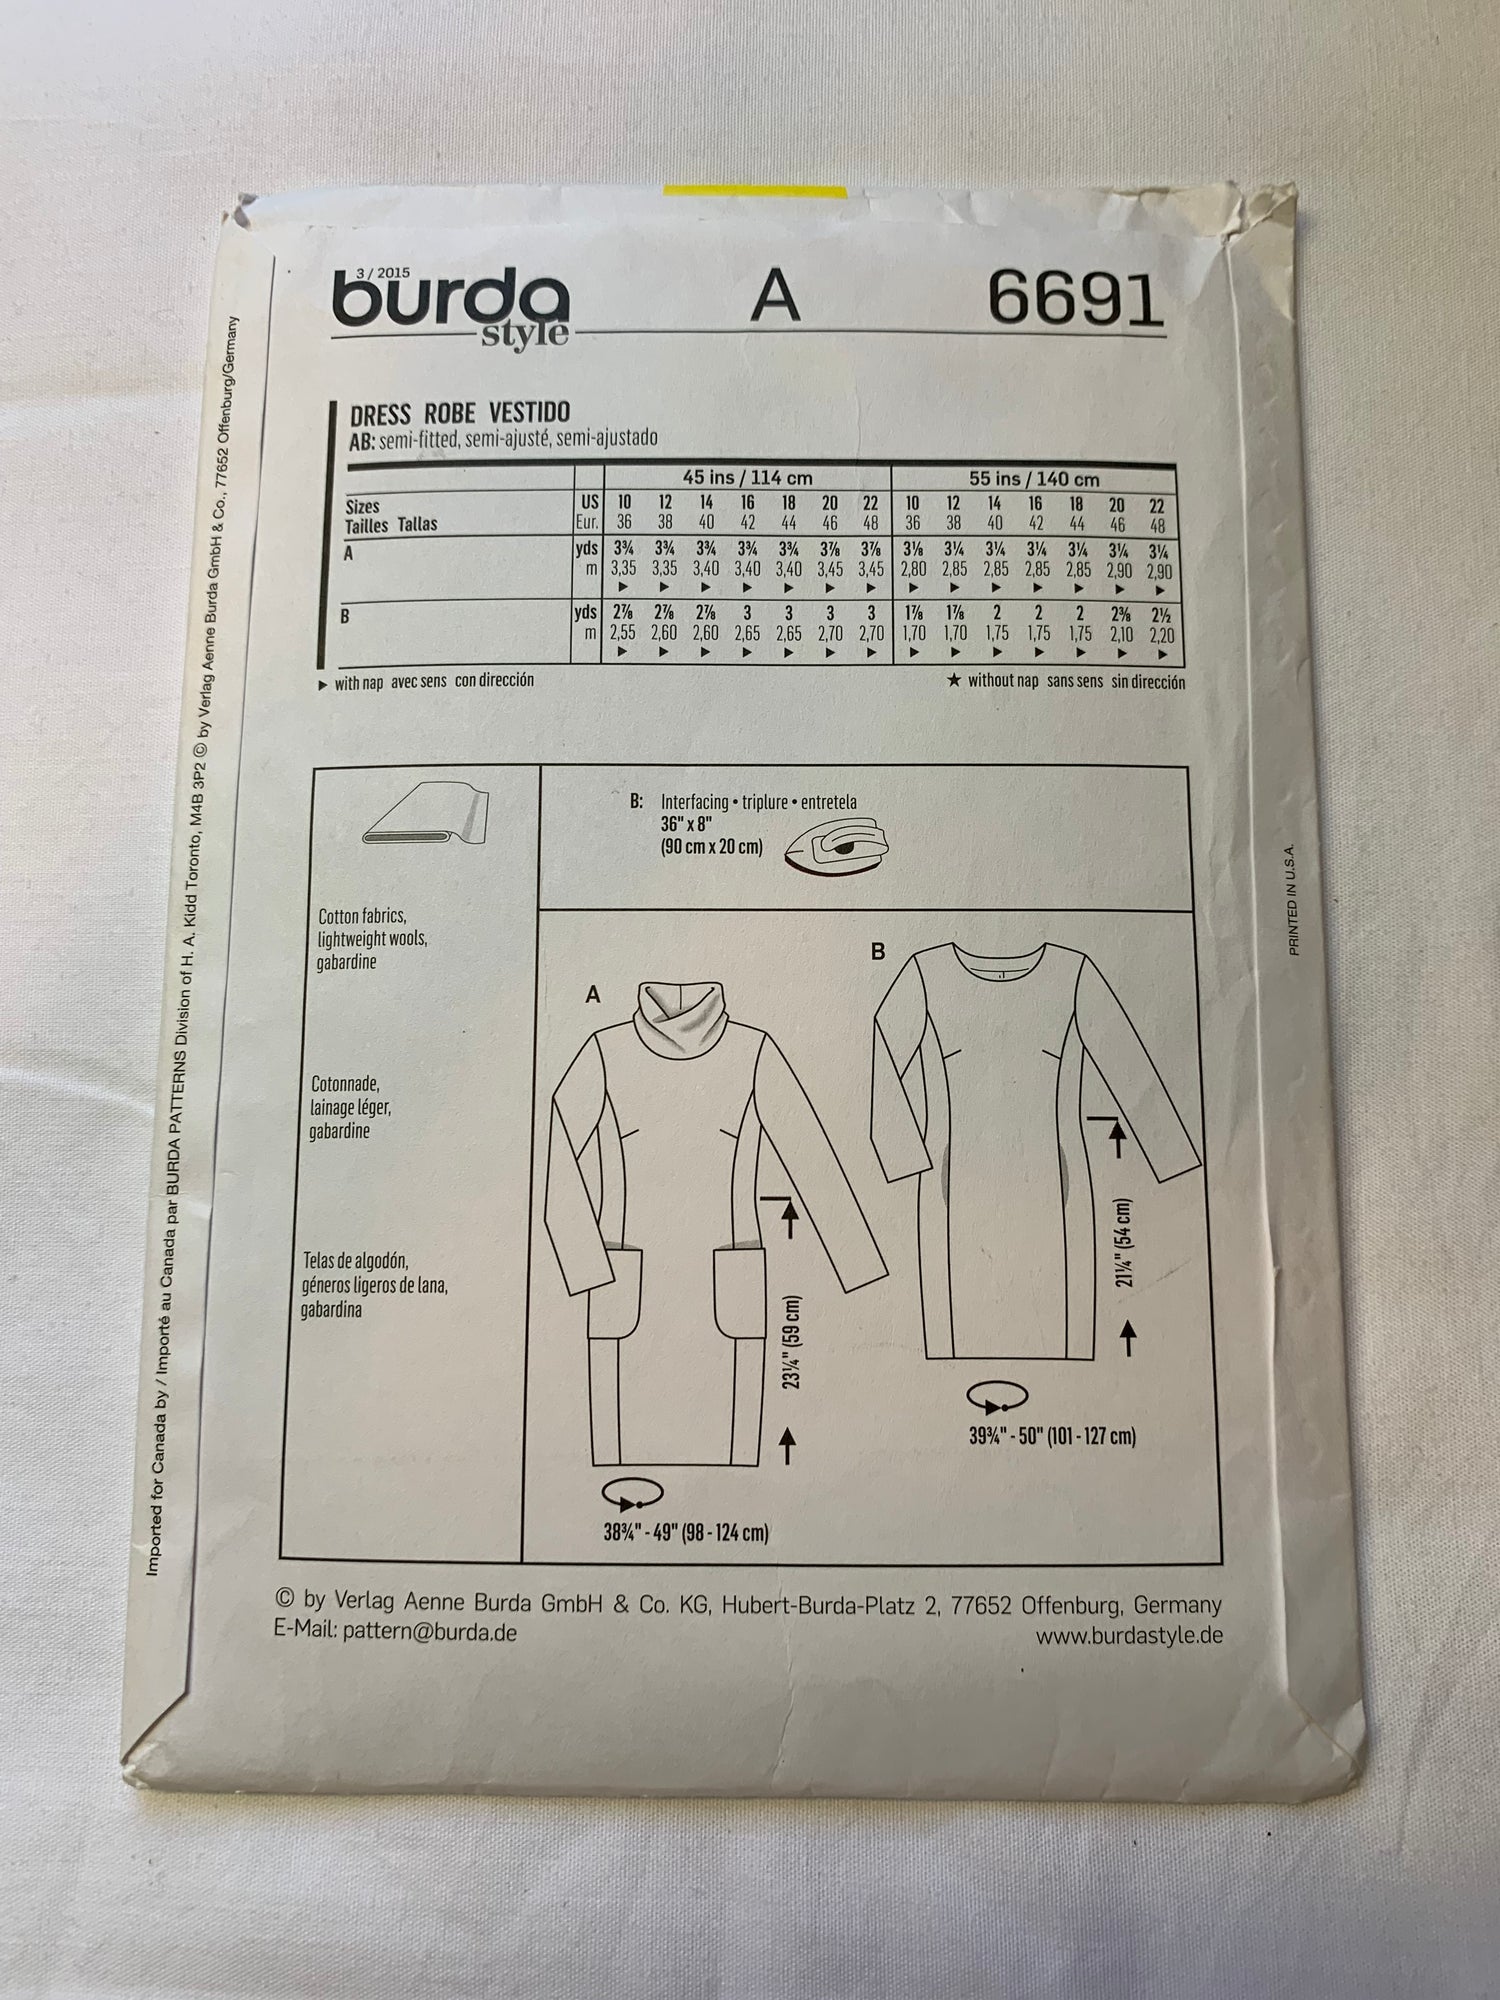 3 / 2015
burda style A 6691
DRESS ROBE VESTIDO
AB: semi-fitted, semi-ajusté, semi-ajustado
45 ins / 114 cm 55 ins / 140 cm
Sizes US 10 12 14 16 18 20 22 10 12 14 16 18 20 22
Tailles Tallas Eur. 36 38 40 42 44 46 48 36 38 40 42 44 46 48
A yds 3¾ 3¾ 3¾ 3¾ 3¾ 3⅞ 3⅞ 3⅛ 3¼ 3¼ 3¼ 3¼ 3¼ 3¼
m 3,35 3,35 3,40 3,40 3,40 3,45 3,45 2,80 2,85 2,85 2,85 2,85 2,90 2,90
▶ ▶ ▶ ▶ ▶ ▶ ▶ ▶ ▶ ▶ ▶ ▶ ▶ ▶
B yds 2⅞ 2⅞ 2⅞ 3 3 3 3 1⅞ 1⅞ 2 2 2 2⅜ 2½
m 2,55 2,60 2,60 2,65 2,65 2,70 2,70 1,70 1,70 1,75 1,75 1,75 2,10 2,20
▶ ▶ ▶ ▶ ▶ ▶ ▶ ▶ ▶ ▶ ▶ ▶ ▶ ▶
▶ with nap avec sens con dirección ★ without nap sans sens sin dirección
B: Interfacing • triplure • entretela
36" x 8"
(90 cm x 20 cm)
Cotton fabrics,
lightweight wools,
gabardine
Cotonnade,
lainage léger,
gabardine
Telas de algodón,
géneros ligeros de lana,
gabardina
A
23¼" (59 cm)
38¾" - 49" (98 - 124 cm)
B
21¼" (54 cm)
39¾" - 50" (101 - 127 cm)
© by Verlag Aenne Burda GmbH & Co. KG, Hubert-Burda-Platz 2, 77652 Offenburg, Germany
E-Mail: pattern@burda.de www.burdastyle.de
Imported for Canada by / Importé au Canada par BURDA PATTERNS Division of H. A. Kidd Toronto, M4B 3P2 © by Verlag Aenne Burda GmbH & Co., 77652 Offenburg/Germany
PRINTED IN U.S.A.